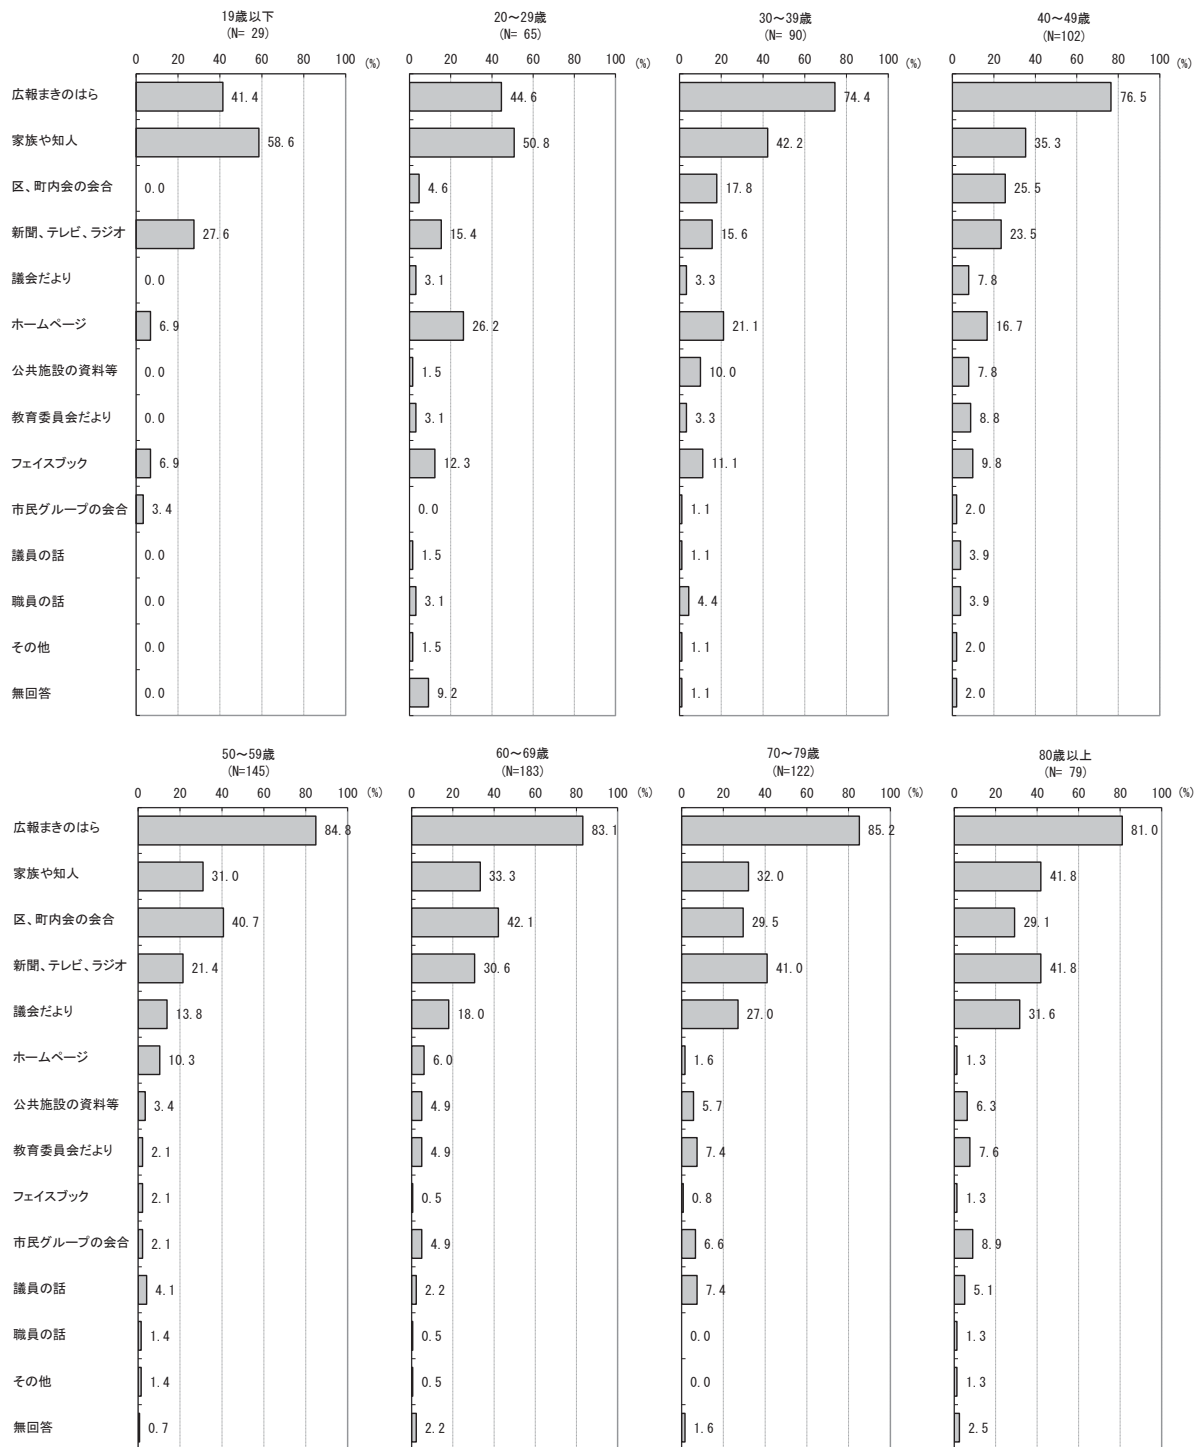 19歳以下
(N= 29)
20～29歳
(N= 65)
30～39歳
(N= 90)
40～49歳
(N=102)
0 20 40 60 80 100 (%) 0 20 40 60 80 100 (%) 0 20 40 60 80 100 (%) 0 20 40 60 80 100 (%)
広報まきのはら 41.4 44.6 74.4 76.5
家族や知人 58.6 50.8 42.2 35.3
区、町内会の会合 0.0 4.6 17.8 25.5
新聞、テレビ、ラジオ 27.6 15.4 15.6 23.5
議会だより 0.0 3.1 3.3 7.8
ホームページ 6.9 26.2 21.1 16.7
公共施設の資料等 0.0 1.5 10.0 7.8
教育委員会だより 0.0 3.1 3.3 8.8
フェイスブック 6.9 12.3 11.1 9.8
市民グループの会合 3.4 0.0 1.1 2.0
議員の話 0.0 1.5 1.1 3.9
職員の話 0.0 3.1 4.4 3.9
その他 0.0 1.5 1.1 2.0
無回答 0.0 9.2 1.1 2.0
50～59歳
(N=145)
60～69歳
(N=183)
70～79歳
(N=122)
80歳以上
(N= 79)
0 20 40 60 80 100 (%) 0 20 40 60 80 100 (%) 0 20 40 60 80 100 (%) 0 20 40 60 80 100 (%)
広報まきのはら 84.8 83.1 85.2 81.0
家族や知人 31.0 33.3 32.0 41.8
区、町内会の会合 40.7 42.1 29.5 29.1
新聞、テレビ、ラジオ 21.4 30.6 41.0 41.8
議会だより 13.8 18.0 27.0 31.6
ホームページ 10.3 6.0 1.6 1.3
公共施設の資料等 3.4 4.9 5.7 6.3
教育委員会だより 2.1 4.9 7.4 7.6
フェイスブック 2.1 0.5 0.8 1.3
市民グループの会合 2.1 4.9 6.6 8.9
議員の話 4.1 2.2 7.4 5.1
職員の話 1.4 0.5 0.0 1.3
その他 1.4 0.5 0.0 1.3
無回答 0.7 2.2 1.6 2.5